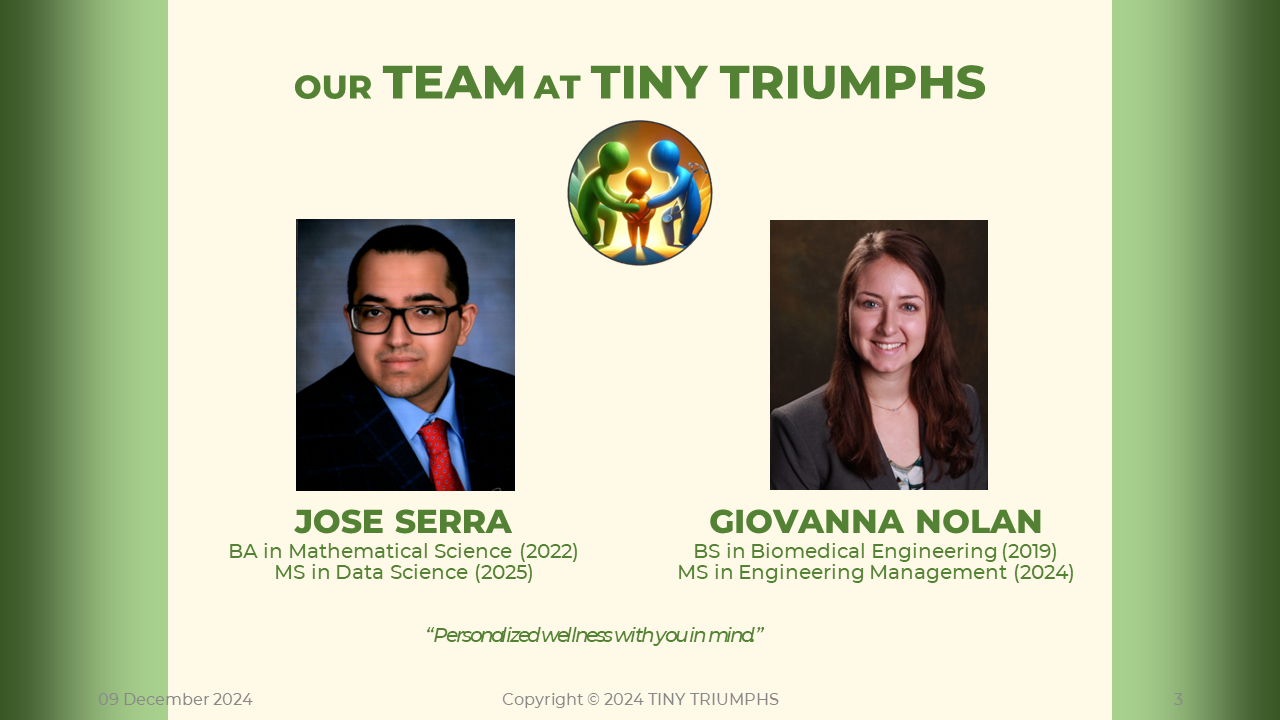 OUR TEAM AT TINY TRIUMPHS
JOSE SERRA
BA in Mathematical Science (2022)
MS in Data Science (2025)
GIOVANNA NOLAN
BS in Biomedical Engineering (2019)
MS in Engineering Management (2024)
“Personalized wellness with you in mind.”
09 December 2024
Copyright © 2024 TINY TRIUMPHS
3